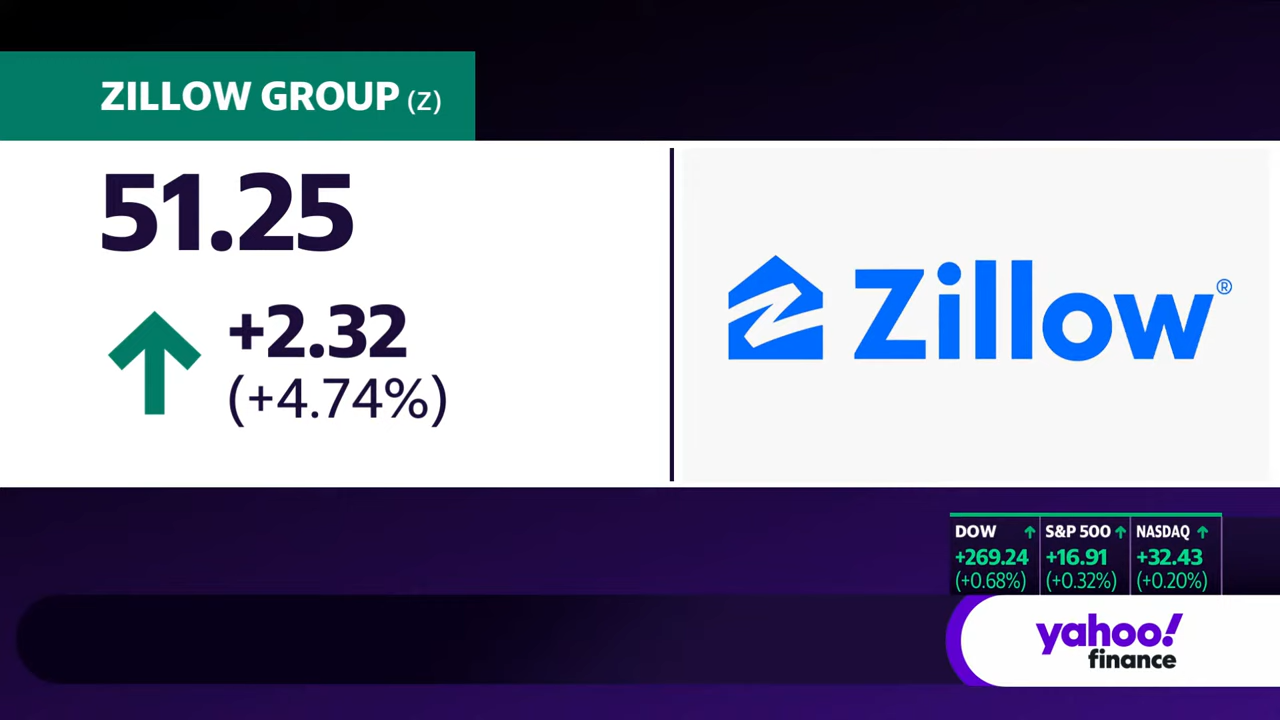 ZILLOW GROUP (Z)
51.25
+2.32
(+4.74%)
Zillow®
DOW
+269.24
(+0.68%)
S&P 500
+16.91
(+0.32%)
NASDAQ
+32.43
(+0.20%)
yahoo!
finance